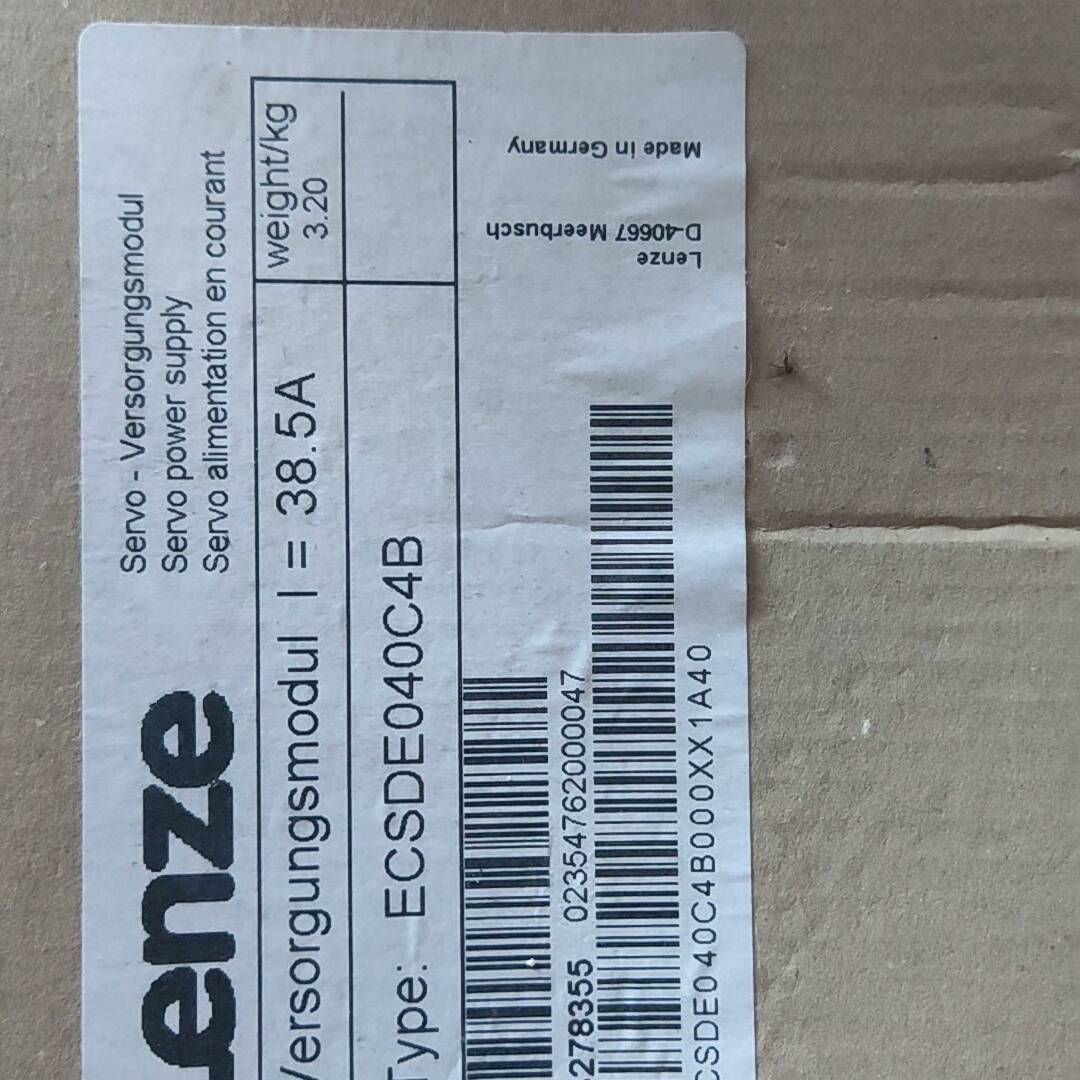 Lenze
Servo - Versorgungsmodul
Servo power supply
Servo alimentation en courant
Versorgungsmodul I = 38.5A
weight/kg
3.20
Type: ECSDE040C4B
278355 02354762000047
CSDE040C4B000XX1A40
Lenze
D-40667 Meerbusch
Made in Germany